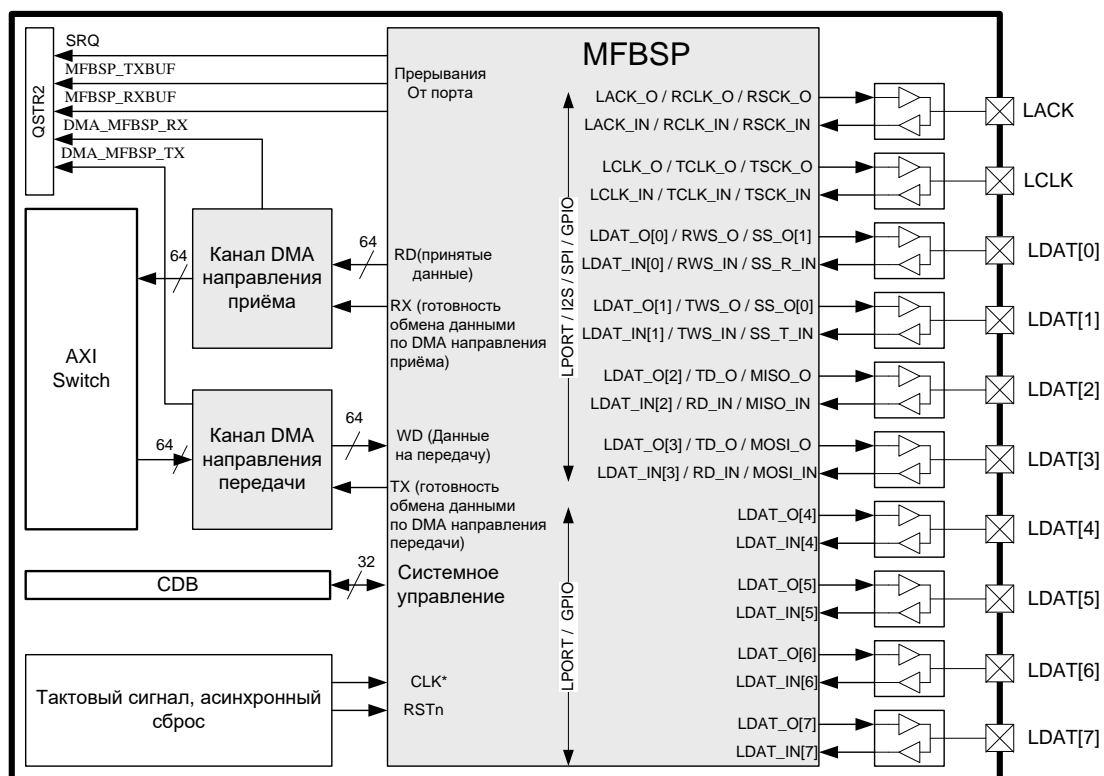 MFBSP
QSTR2
SRQ
MFBSP_TXBUF
MFBSP_RXBUF
DMA_MFBSP_RX
DMA_MFBSP_TX
Прерывания
От порта
AXI
Switch
64
Канал DMA
направления
приёма
64
RD(принятые
данные)
RX (готовность
обмена данными
по DMA направления
приёма)
64
Канал DMA
направления
передачи
64
WD (Данные
на передачу)
TX (готовность
обмена данными
по DMA направления
передачи)
CDB
32
Системное
управление
Тактовый сигнал, асинхронный
сброс
CLK*
RSTn
LPORT / I2S / SPI / GPIO
LPORT / GPIO
LACK_O / RCLK_O / RSCK_O
LACK_IN / RCLK_IN / RSCK_IN
LACK
LCLK_O / TCLK_O / TSCK_O
LCLK_IN / TCLK_IN / TSCK_IN
LCLK
LDAT_O[0] / RWS_O / SS_O[1]
LDAT_IN[0] / RWS_IN / SS_R_IN
LDAT[0]
LDAT_O[1] / TWS_O / SS_O[0]
LDAT_IN[1] / TWS_IN / SS_T_IN
LDAT[1]
LDAT_O[2] / TD_O / MISO_O
LDAT_IN[2] / RD_IN / MISO_IN
LDAT[2]
LDAT_O[3] / TD_O / MOSI_O
LDAT_IN[3] / RD_IN / MOSI_IN
LDAT[3]
LDAT_O[4]
LDAT_IN[4]
LDAT[4]
LDAT_O[5]
LDAT_IN[5]
LDAT[5]
LDAT_O[6]
LDAT_IN[6]
LDAT[6]
LDAT_O[7]
LDAT_IN[7]
LDAT[7]